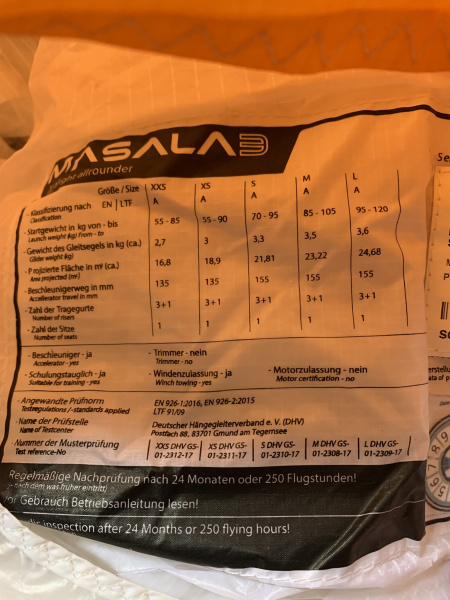 MASALA3
light allrounder
Größe / Size XXS XS S M L
- Klassifizierung nach EN | LTF A A A A A
Classification
- Startgewicht in kg von - bis 55-85 55-90 70-95 85-105 95-120
Launch weight (kg) From — to
- Gewicht des Gleitsegels in kg (ca.) 2,7 3 3,3 3,5 3,6
Glider weight (kg)
- Projizierte Fläche in m² (ca.) 16,8 18,9 21,81 23,22 24,68
Area projected (m²)
- Beschleunigerweg in mm 135 135 155 155 155
Accellerator travel in mm
- Zahl der Tragegurte 3+1 3+1 3+1 3+1 3+1
Number of risers
- Zahl der Sitze 1 1 1 1 1
Number of seats
- Beschleuniger - ja - Trimmer - nein
Accelerator - yes Trimmer - no
- Schulungstauglich - ja - Windenzulassung - ja - Motorzulassung - nein
Suitable for training - yes Winch towing - yes Motor certification - no
- Angewandte Prüfnorm EN 926-1:2016, EN 926-2:2015
Testregulations / -standards applied LTF 91/09
- Name der Prüfstelle Deutscher Hängegleiterverband e. V. (DHV)
Name of Testcenter Postfach 88, 83701 Gmund am Tegernsee
- Nummer der Musterprüfung XXS DHV GS- | XS DHV GS- | S DHV GS- | M DHV GS- | L DHV GS-
Test reference-No 01-2312-17 | 01-2311-17 | 01-2310-17 | 01-2308-17 | 01-2309-17
Regelmäßige Nachprüfung nach 24 Monaten oder 250 Flugstunden!
nach dem was früher eintritt)
Vor Gebrauch Betriebsanleitung lesen!
inspection after 24 Months or 250 flying hours!